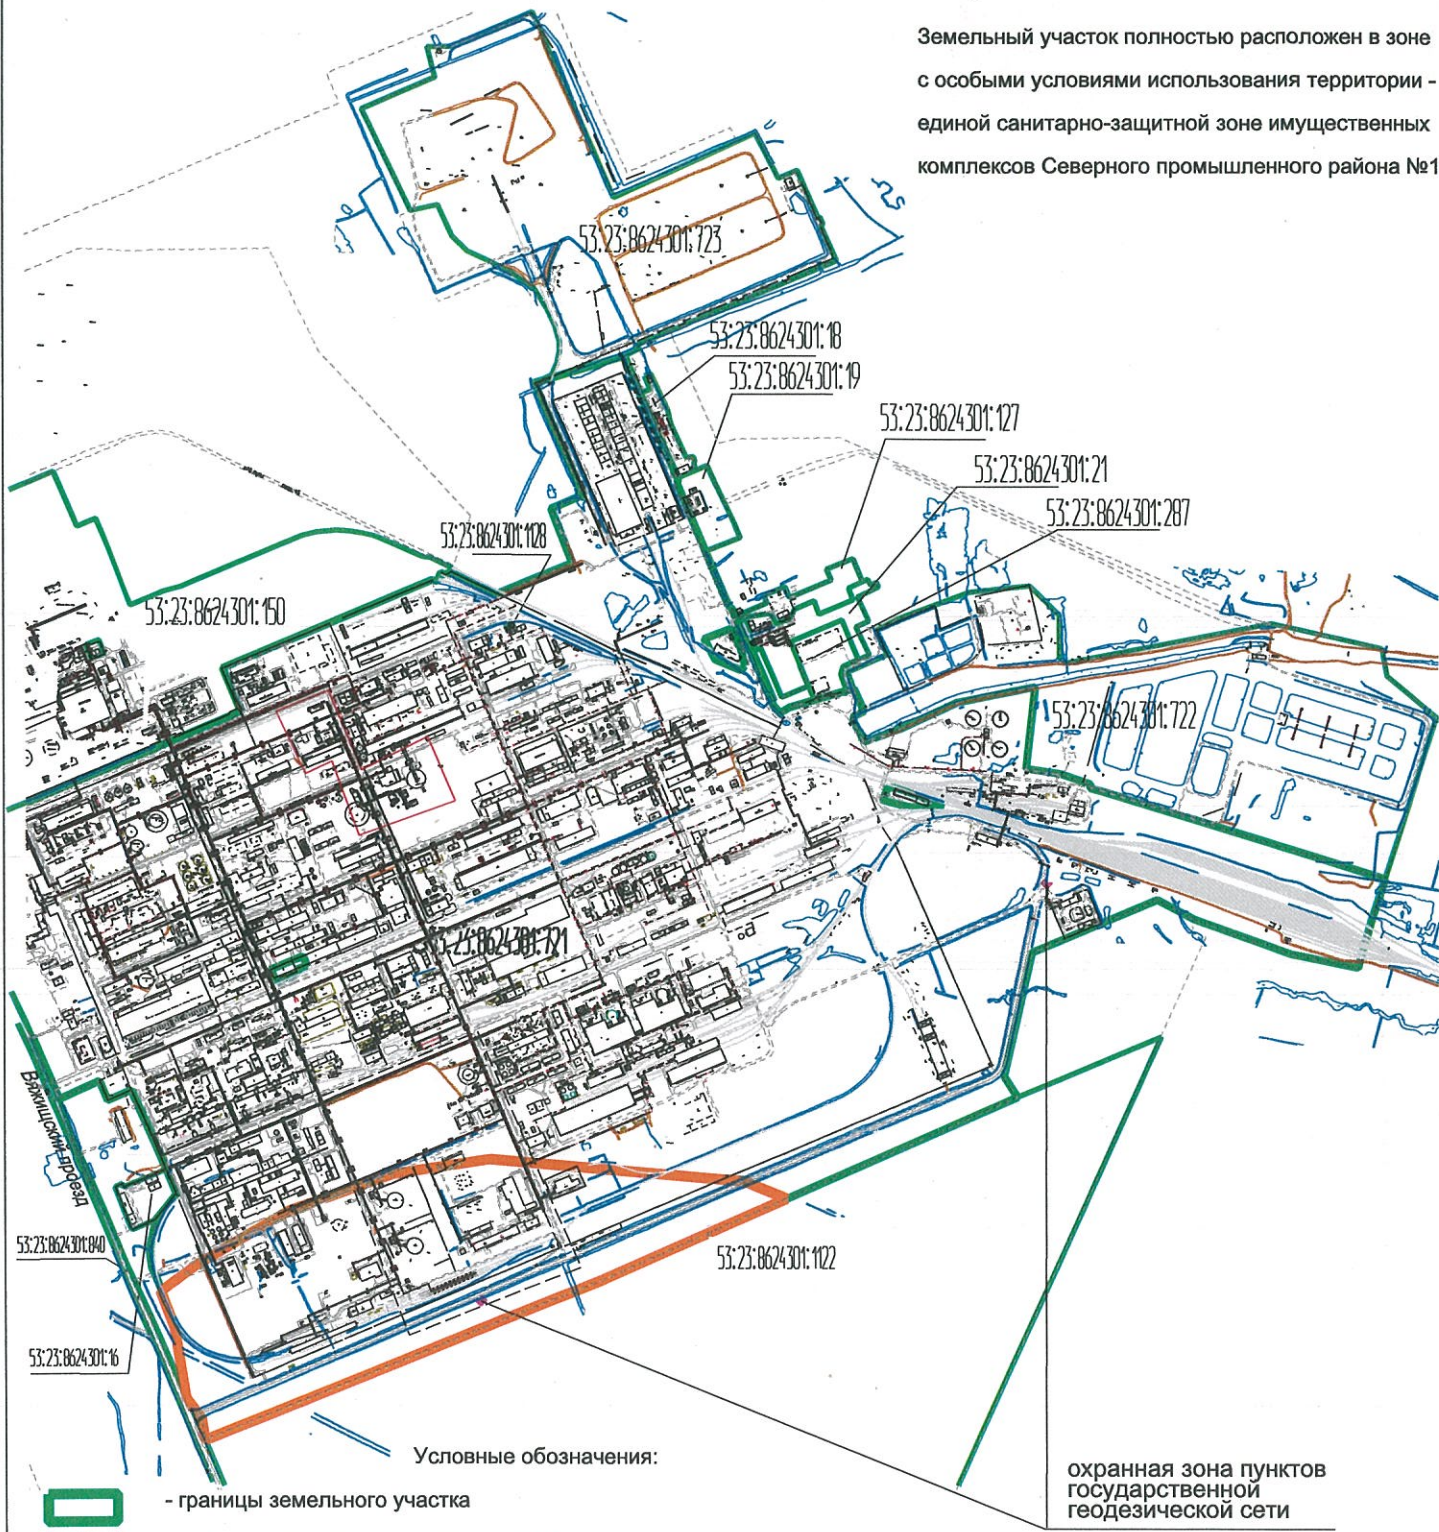 Земельный участок полностью расположен в зоне
с особыми условиями использования территории -
единой санитарно-защитной зоне имущественных
комплексов Северного промышленного района №1
53:23:8624301:723
53:23:8624301:18
53:23:8624301:19
53:23:8624301:127
53:23:8624301:21
53:23:8624301:287
53:23:8624301:1128
53:23:8624301:150
53:23:8624301:722
53:23:8624301:721
Вяжищский проезд
53:23:8624301:840
53:23:8624301:1122
53:23:8624301:16
Условные обозначения:
- границы земельного участка
охранная зона пунктов
государственной
геодезической сети